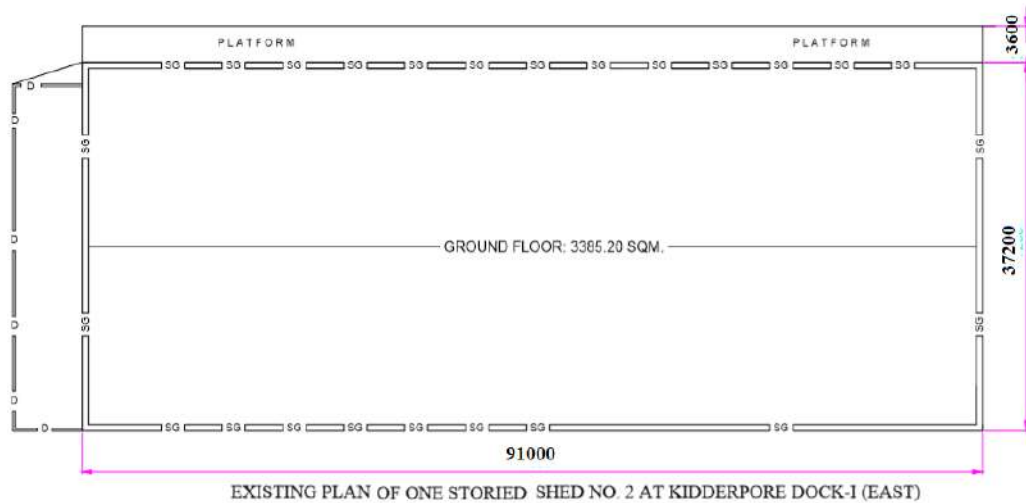 PLATFORM PLATFORM
3600
SG SG SG SG SG SG SG SG SG SG SG SG SG
D
D
SG SG
D
GROUND FLOOR: 3385.20 SQM.
37200
D
SG SG
D
D
SG SG SG SG SG SG SG SG
91000
EXISTING PLAN OF ONE STORIED SHED NO. 2 AT KIDDERPORE DOCK-I (EAST)